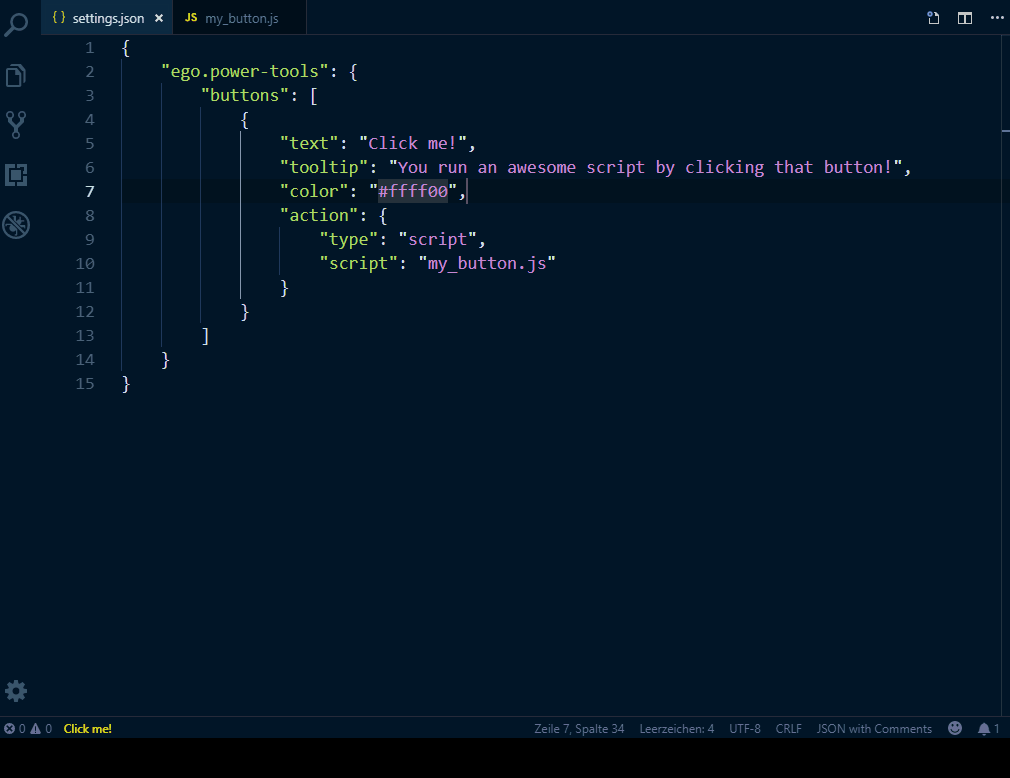 { } settings.json × JS my_button.js
1 {
2 "ego.power-tools": {
3 "buttons": [
4 {
5 "text": "Click me!",
6 "tooltip": "You run an awesome script by clicking that button!",
7 "color": "#ffff00",
8 "action": {
9 "type": "script",
10 "script": "my_button.js"
11 }
12 }
13 ]
14 }
15 }
0 0 Click me! Zeile 7, Spalte 34 Leerzeichen: 4 UTF-8 CRLF JSON with Comments 1